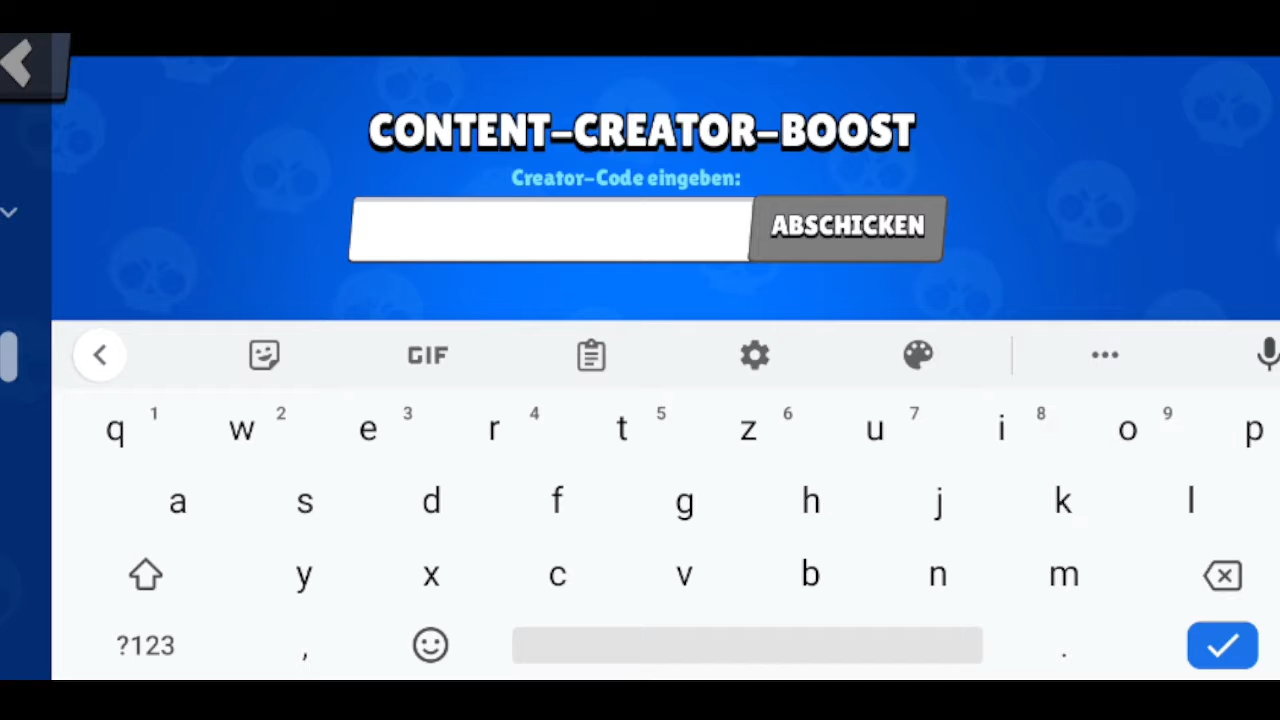 CONTENT-CREATOR-BOOST
Creator-Code eingeben:
ABSCHICKEN
GIF
q 1 w 2 e 3 r 4 t 5 z 6 u 7 i 8 o 9 p
a s d f g h j k l
y x c v b n m
?123 , .